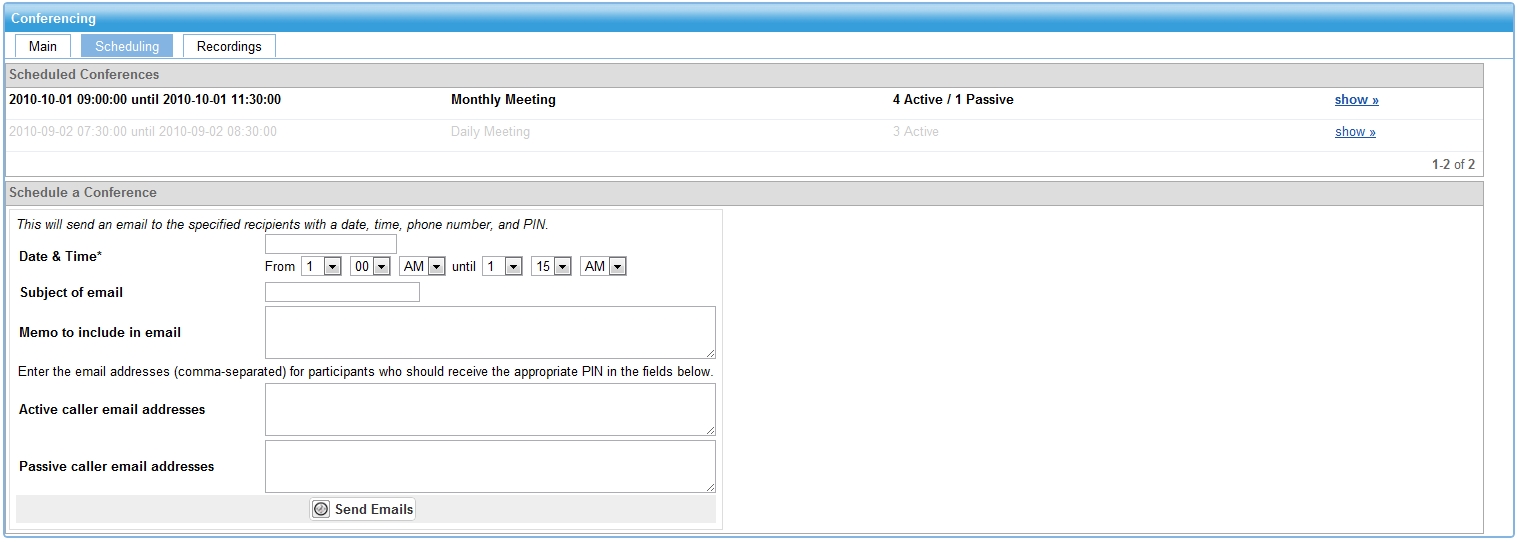 Conferencing
Main Scheduling Recordings
Scheduled Conferences
2010-10-01 09:00:00 until 2010-10-01 11:30:00 Monthly Meeting 4 Active / 1 Passive show »
2010-09-02 07:30:00 until 2010-09-02 08:30:00 Daily Meeting 3 Active show »
1-2 of 2
Schedule a Conference
This will send an email to the specified recipients with a date, time, phone number, and PIN.
Date & Time*
From 1 00 AM until 1 15 AM
Subject of email
Memo to include in email
Enter the email addresses (comma-separated) for participants who should receive the appropriate PIN in the fields below.
Active caller email addresses
Passive caller email addresses
Send Emails